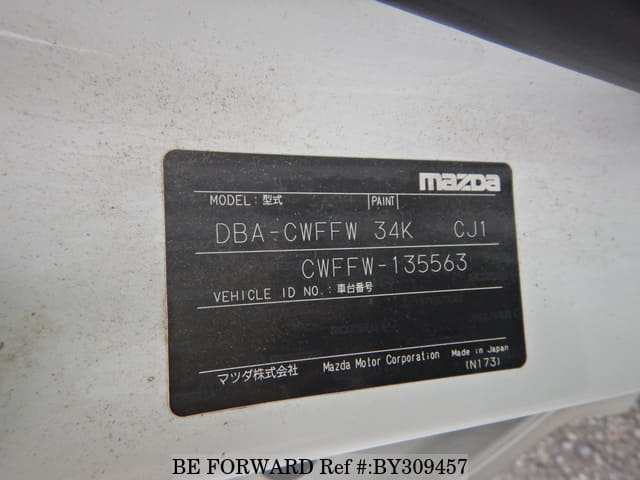 mazda
MODEL: 型式 PAINT
DBA-CWFFW 34K CJ1
CWFFW-135563
VEHICLE ID NO.: 車台番号
マツダ株式会社 Mazda Motor Corporation Made in Japan
(N173)
BE FORWARD Ref #:BY309457